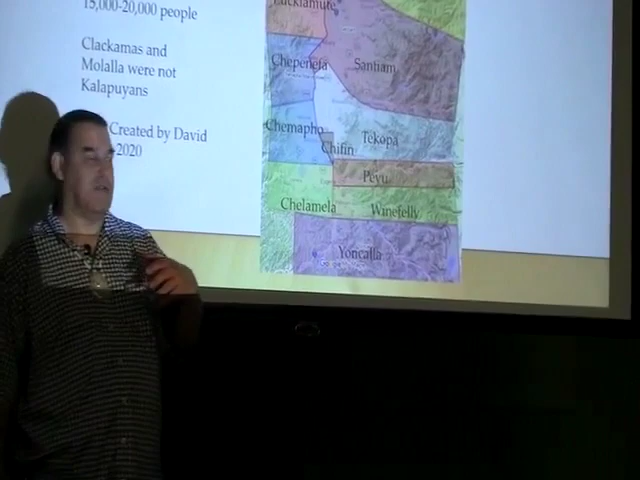 15,000-20,000 people
Clackamas and
Molalla were not
Kalapuyans
Created by David
2020
Luckiamute
Santiam
Chepenefa
Chemapho
Tekopa
Chifin
Peyu
Chelamela
Winefelly
Yoncalla